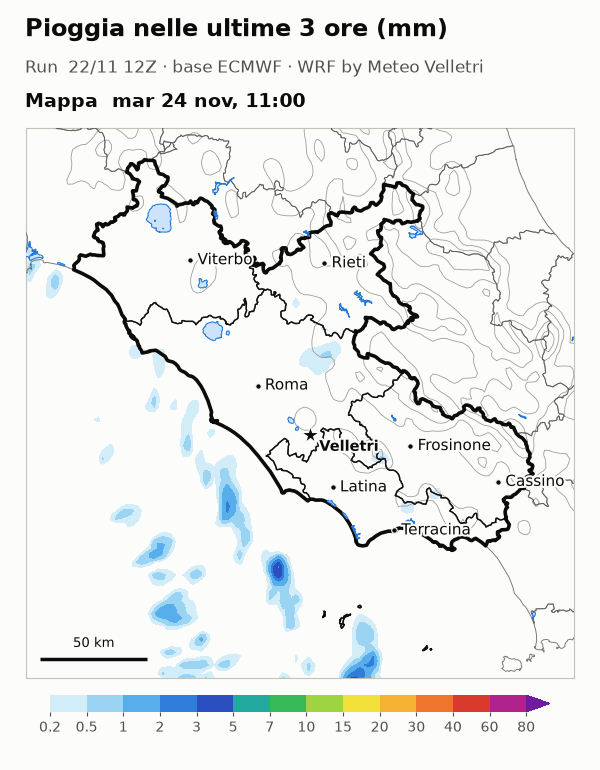 Pioggia nelle ultime 3 ore (mm)
Run 22/11 12Z · base ECMWF · WRF by Meteo Velletri
Mappa mar 24 nov, 11:00
Viterbo
Rieti
Roma
Velletri
Frosinone
Latina
Cassino
Terracina
50 km
0.2 0.5 1 2 3 5 7 10 15 20 30 40 60 80